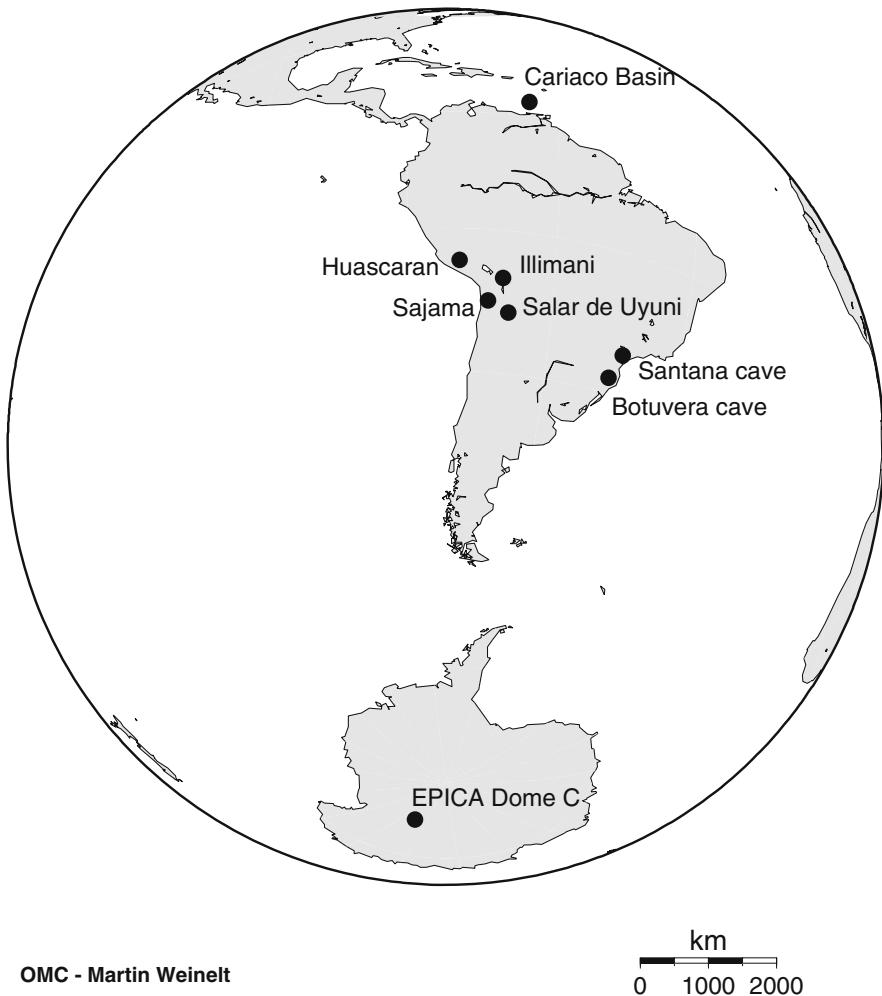 Cariaco Basin
Huascaran
Illimani
Sajama
Salar de Uyuni
Santana cave
Botuvera cave
EPICA Dome C
km
OMC - Martin Weinelt
0 1000 2000